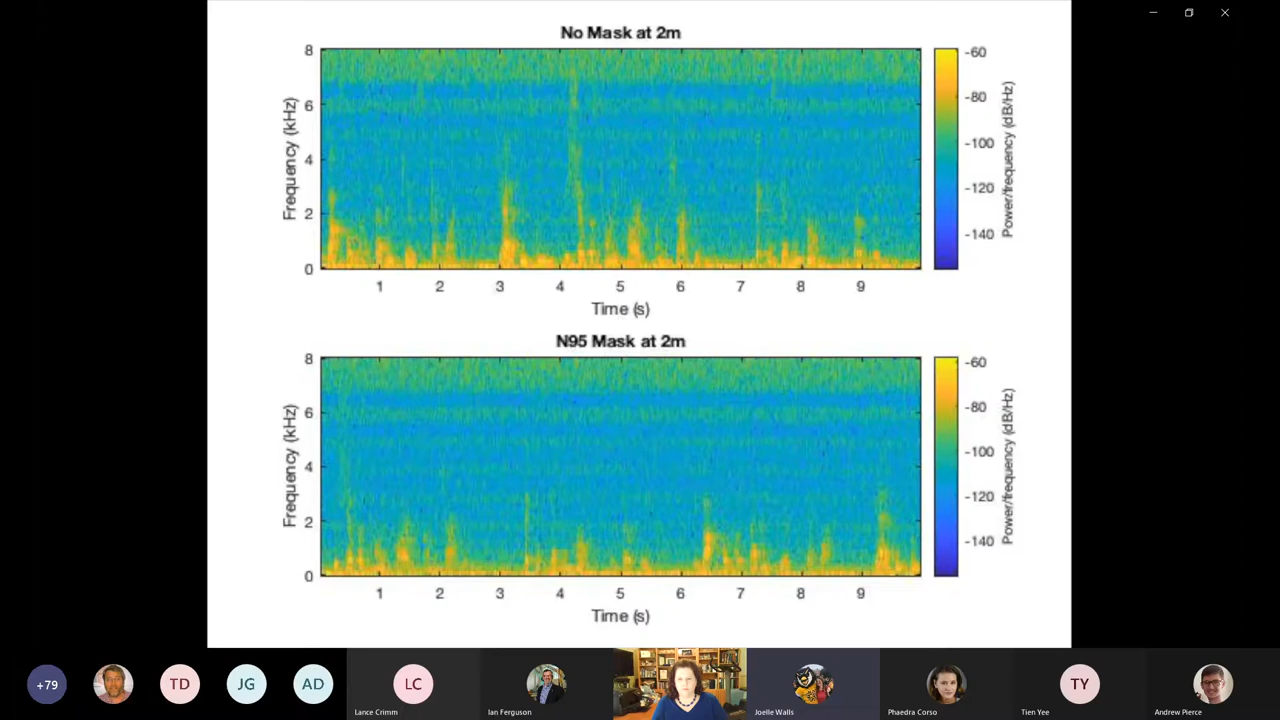 No Mask at 2m
8
6
4
2
0
Frequency (kHz)
1 2 3 4 5 6 7 8 9
Time (s)
-60
-80
-100
-120
-140
Power/frequency (dB/Hz)
N95 Mask at 2m
8
6
4
2
0
Frequency (kHz)
1 2 3 4 5 6 7 8 9
Time (s)
-60
-80
-100
-120
-140
Power/frequency (dB/Hz)
+79
TD
JG
AD
LC
TY
Lance Crimm
Ian Ferguson
Joelle Walls
Phaedra Corso
Tien Yee
Andrew Pierce